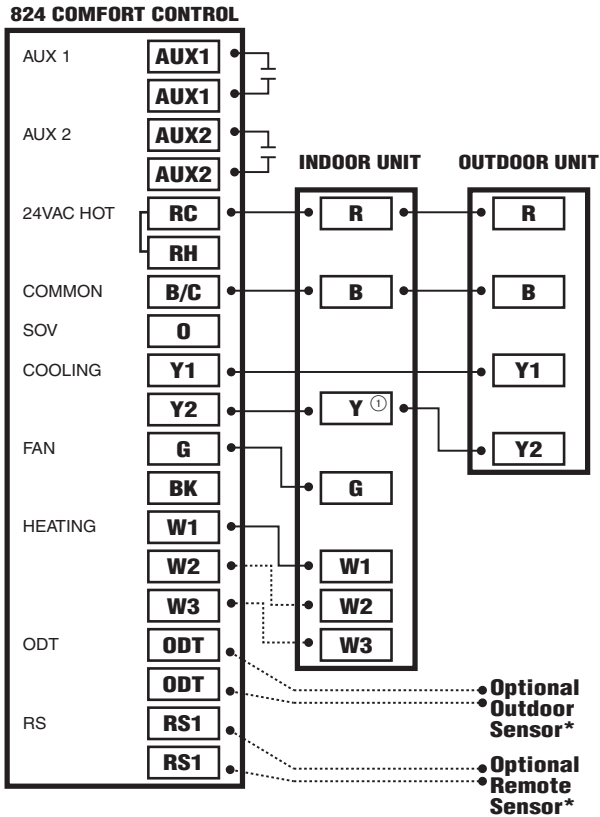 824 COMFORT CONTROL
AUX 1
AUX1
AUX1
AUX 2
AUX2
AUX2
24VAC HOT
RC
RH
COMMON
B/C
SOV
O
COOLING
Y1
Y2
FAN
G
BK
HEATING
W1
W2
W3
ODT
ODT
ODT
RS
RS1
RS1
INDOOR UNIT
R
B
Y ①
G
W1
W2
W3
OUTDOOR UNIT
R
B
Y1
Y2
Optional
Outdoor
Sensor*
Optional
Remote
Sensor*